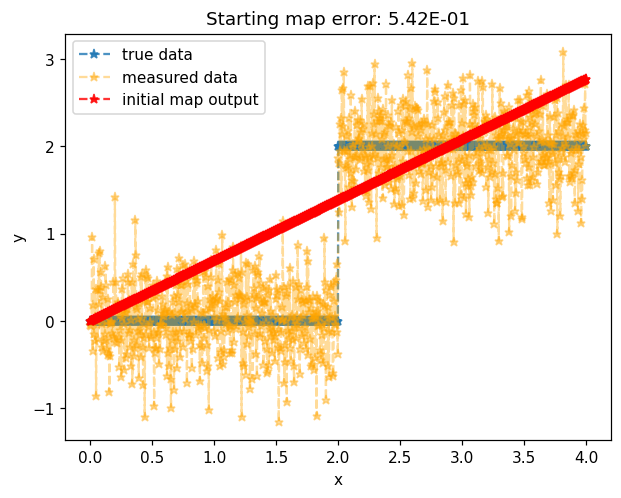 Starting map error: 5.42E-01
true data
measured data
initial map output
3
2
1
0
−1
y
0.0 0.5 1.0 1.5 2.0 2.5 3.0 3.5 4.0
x